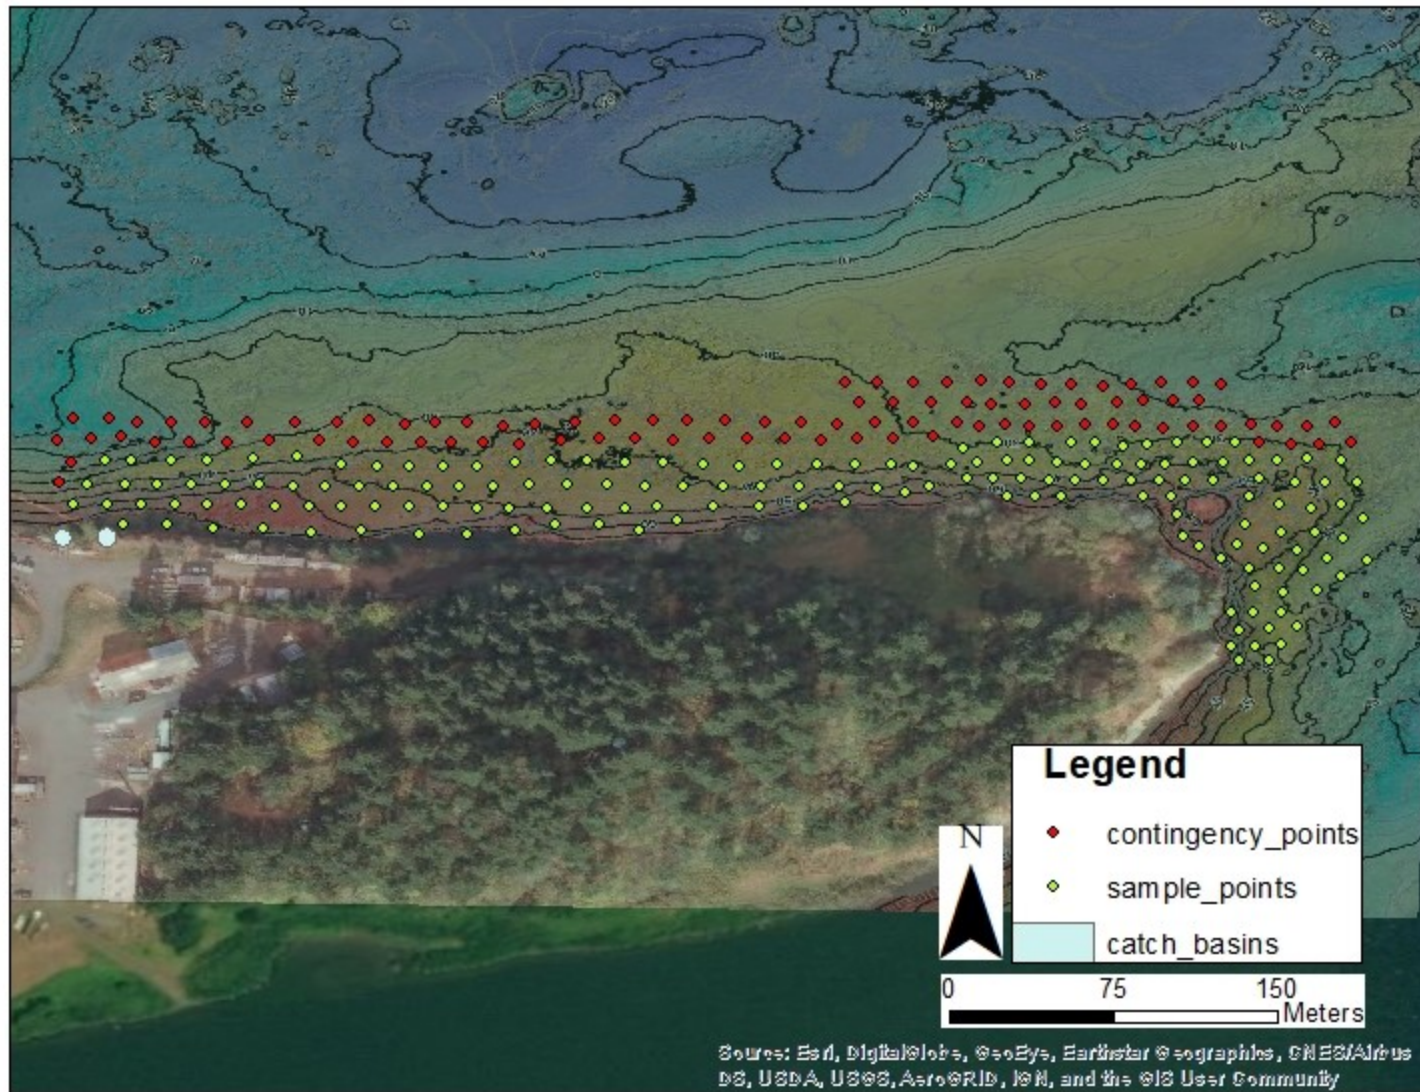 Legend
contingency_points
sample_points
catch_basins
N
0 75 150
Meters
Source: Esri, DigitalGlobe, GeoEye, Earthstar Geographics, CNES/Airbus
DS, USDA, USGS, AeroGRID, IGN, and the GIS User Community